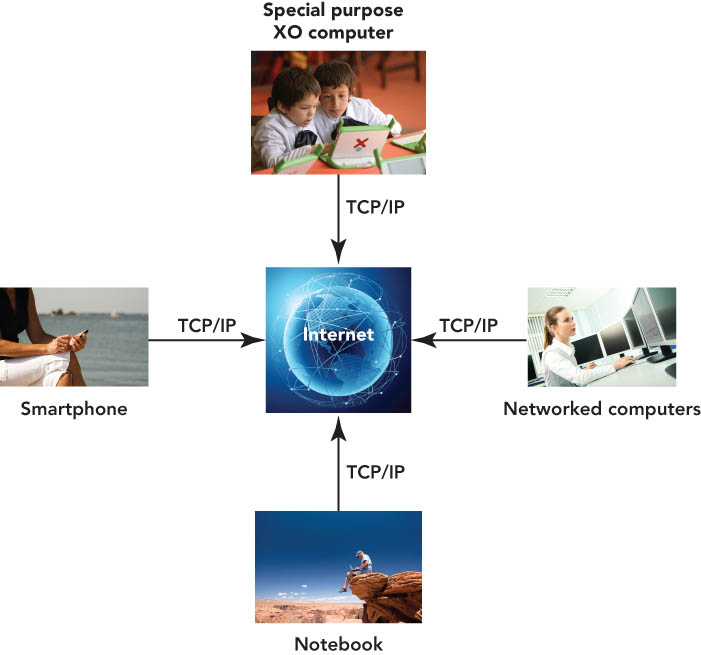 Special purpose
XO computer
TCP/IP
TCP/IP
Internet
TCP/IP
Smartphone
Networked computers
TCP/IP
Notebook